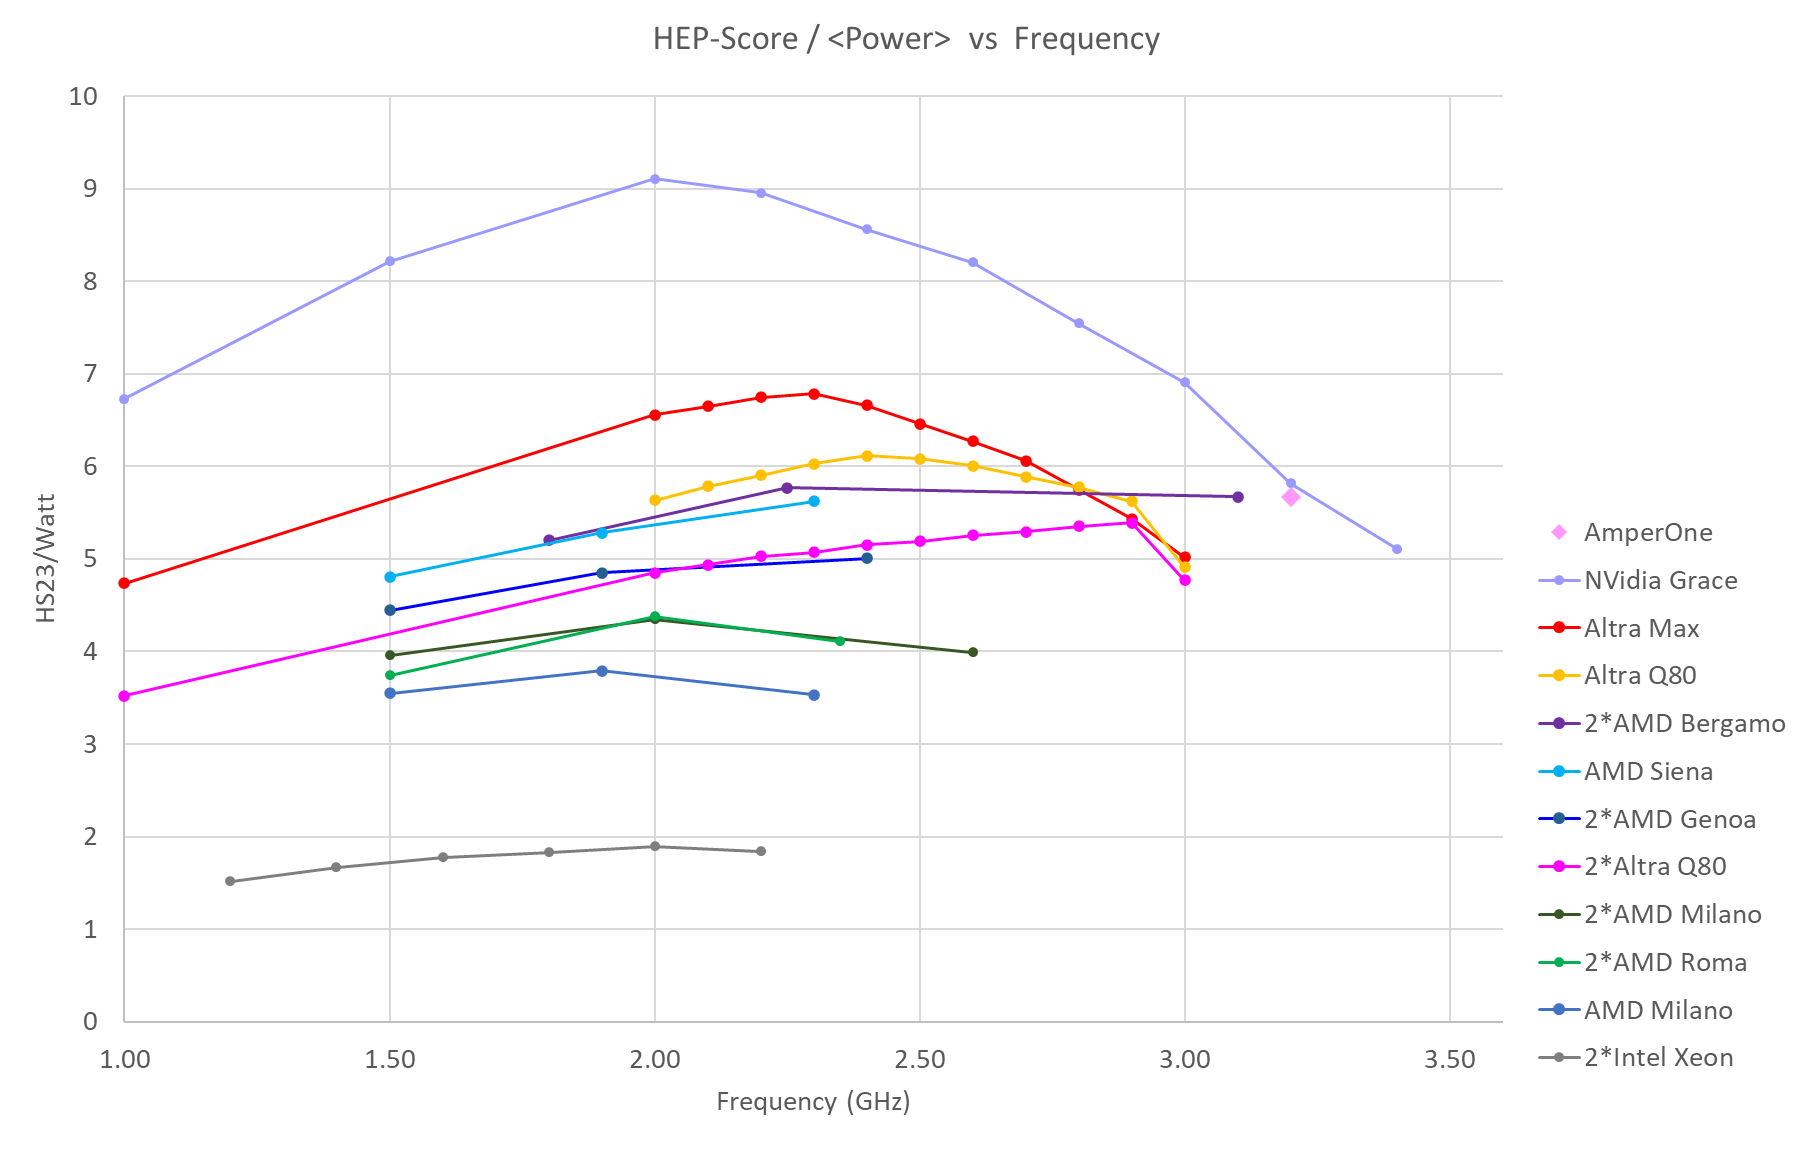 HEP-Score / <Power> vs Frequency
10
9
8
7
6
5
4
3
2
1
0
HS23/Watt
1.00 1.50 2.00 2.50 3.00 3.50
Frequency (GHz)
AmperOne
NVidia Grace
Altra Max
Altra Q80
2*AMD Bergamo
AMD Siena
2*AMD Genoa
2*Altra Q80
2*AMD Milano
2*AMD Roma
AMD Milano
2*Intel Xeon